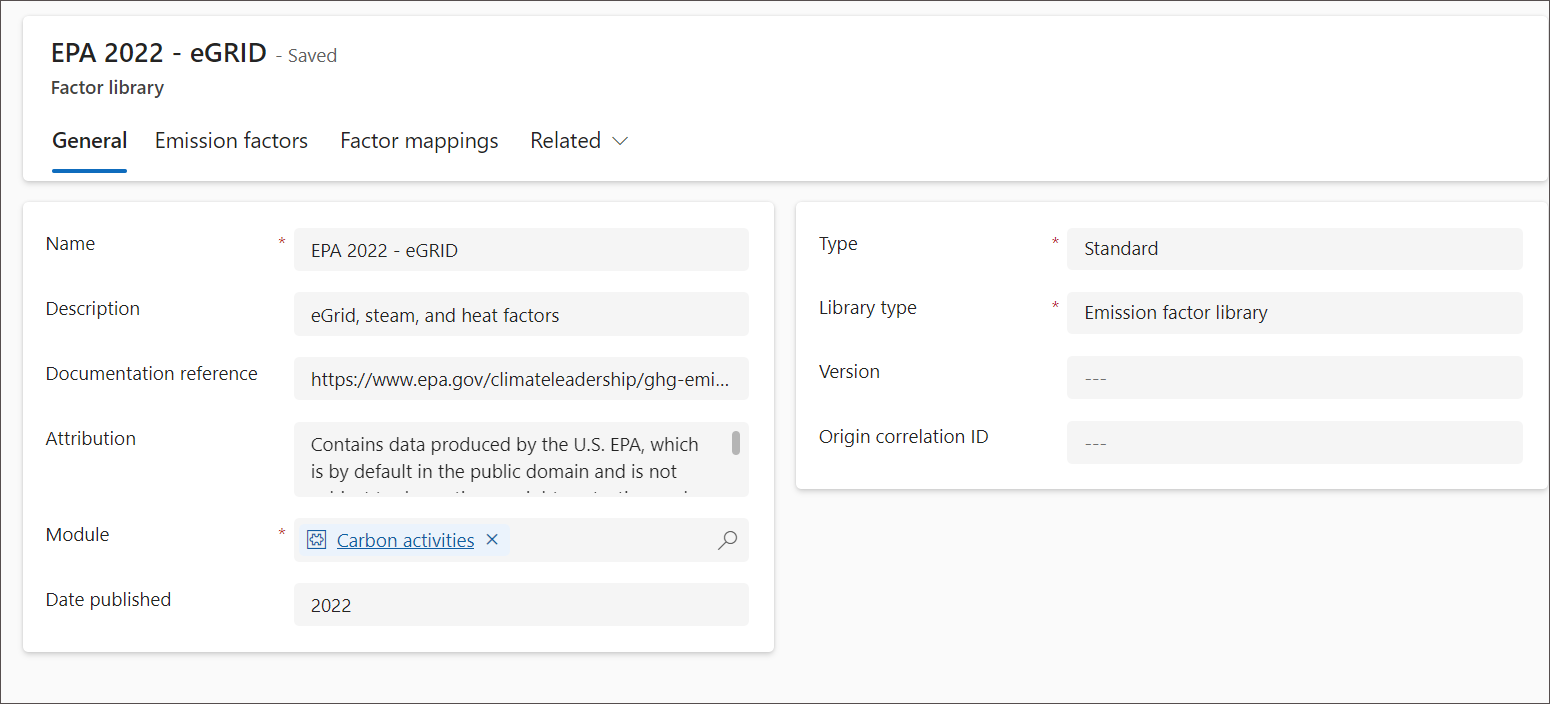 EPA 2022 - eGRID - Saved
Factor library
General Emission factors Factor mappings Related
Name * EPA 2022 - eGRID
Description eGrid, steam, and heat factors
Documentation reference https://www.epa.gov/climateleadership/ghg-emi...
Attribution Contains data produced by the U.S. EPA, which
is by default in the public domain and is not
Module * Carbon activities
Date published 2022
Type * Standard
Library type * Emission factor library
Version ---
Origin correlation ID ---